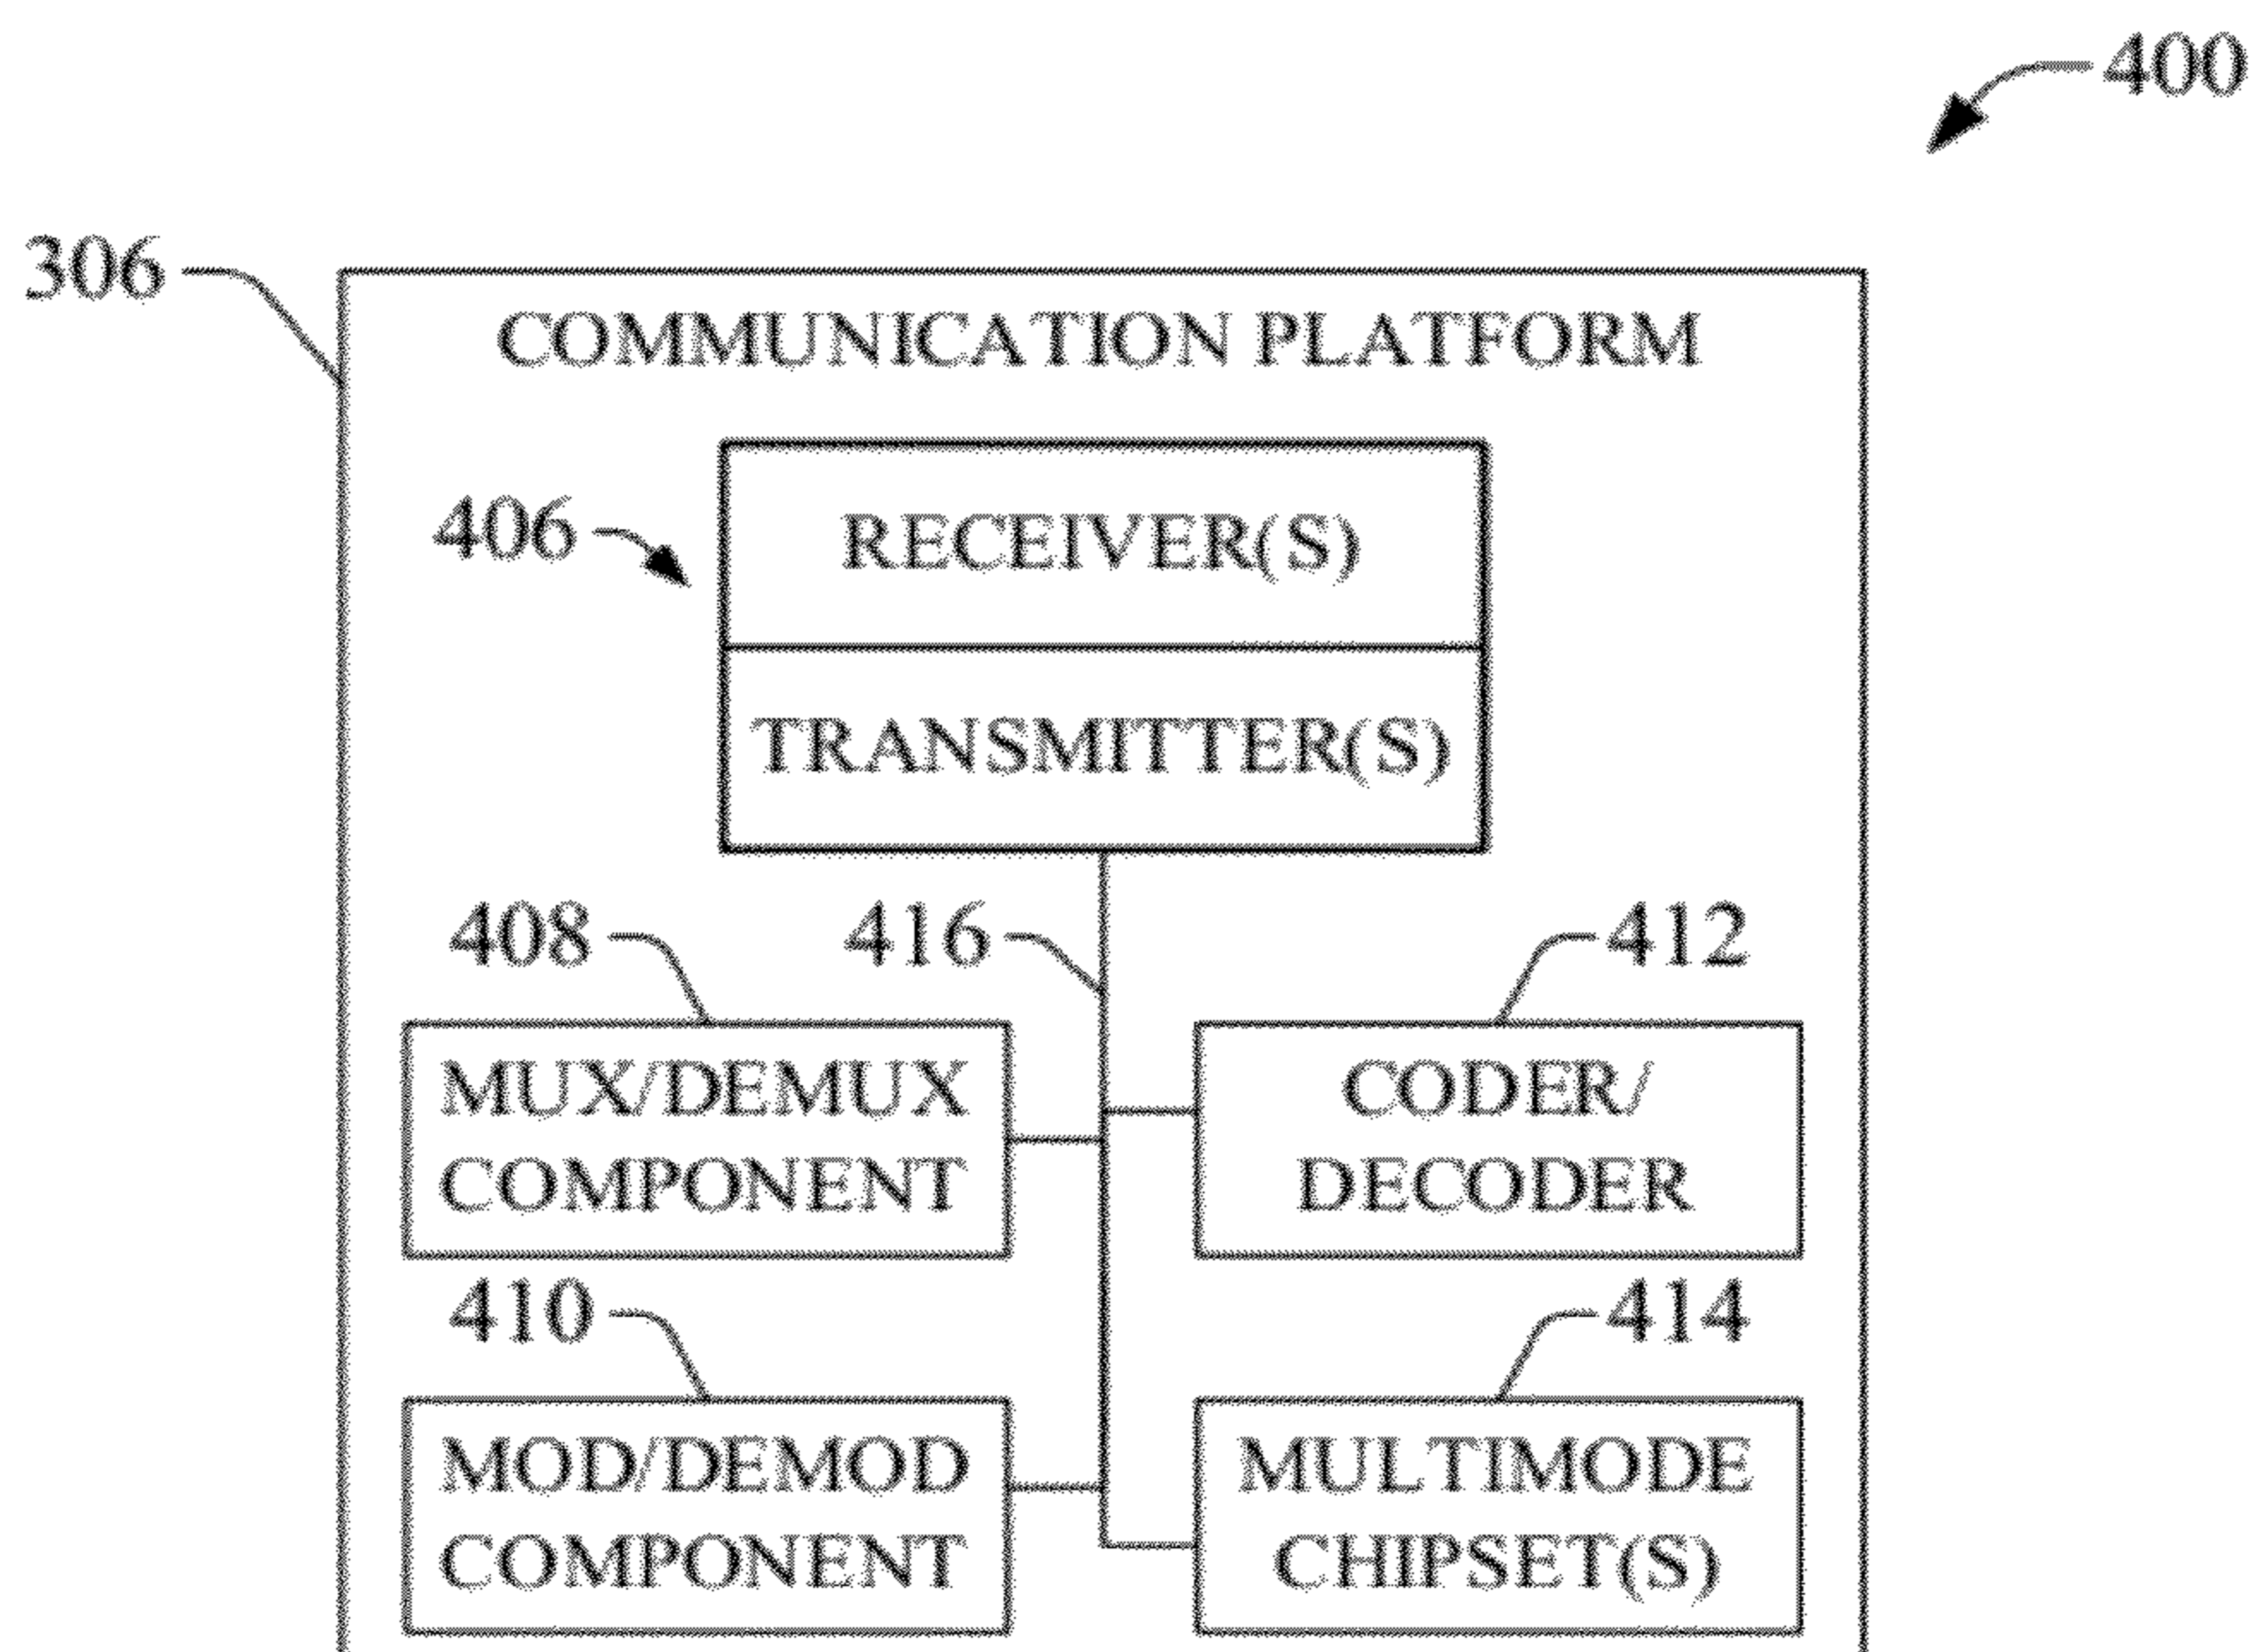 400
306
COMMUNICATION PLATFORM
406
RECEIVER(S)
TRANSMITTER(S)
408
416
412
MUX/DEMUX
COMPONENT
CODER/
DECODER
410
414
MOD/DEMOD
COMPONENT
MULTIMODE
CHIPSET(S)